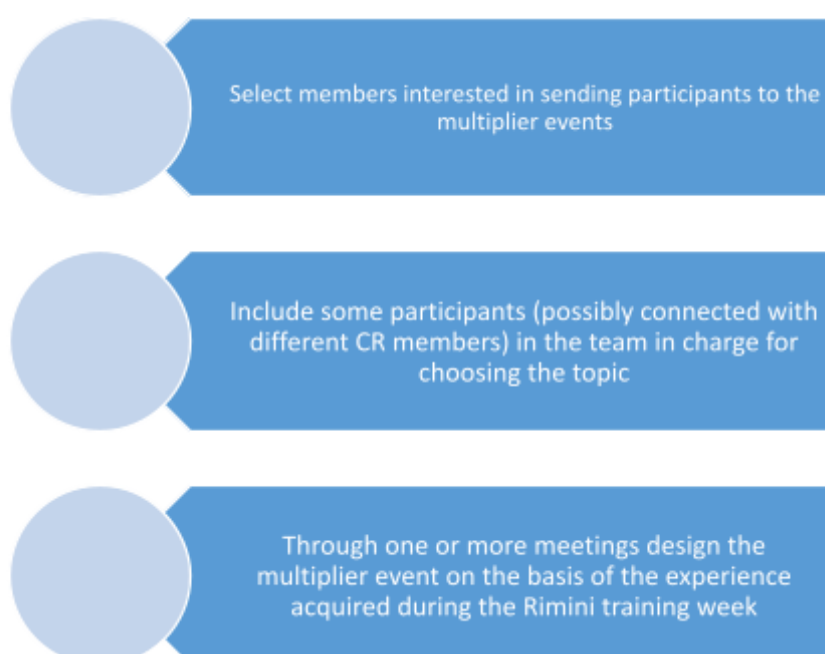 Select members interested in sending participants to the
multiplier events
Include some participants (possibly connected with
different CR members) in the team in charge for
choosing the topic
Through one or more meetings design the
multiplier event on the basis of the experience
acquired during the Rimini training week